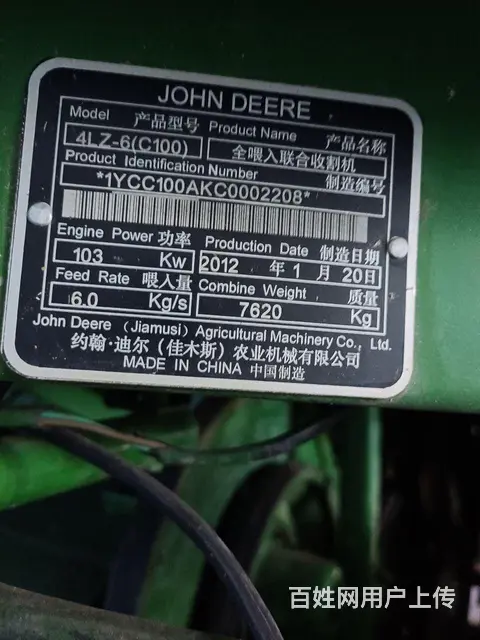 JOHN DEERE
Model 产品型号 Product Name 产品名称
4LZ-6(C100) 全喂入联合收割机
Product Identification Number 制造编号
*1YCC100AKC0002208*
Engine Power 功率 Production Date 制造日期
103 Kw 2012 年 1 月 20日
Feed Rate 喂入量 Combine Weight 质量
6.0 Kg/s 7620 Kg
John Deere （Jiamusi）Agricultural Machinery Co., Ltd.
约翰·迪尔（佳木斯）农业机械有限公司
MADE IN CHINA 中国制造
百姓网用户上传